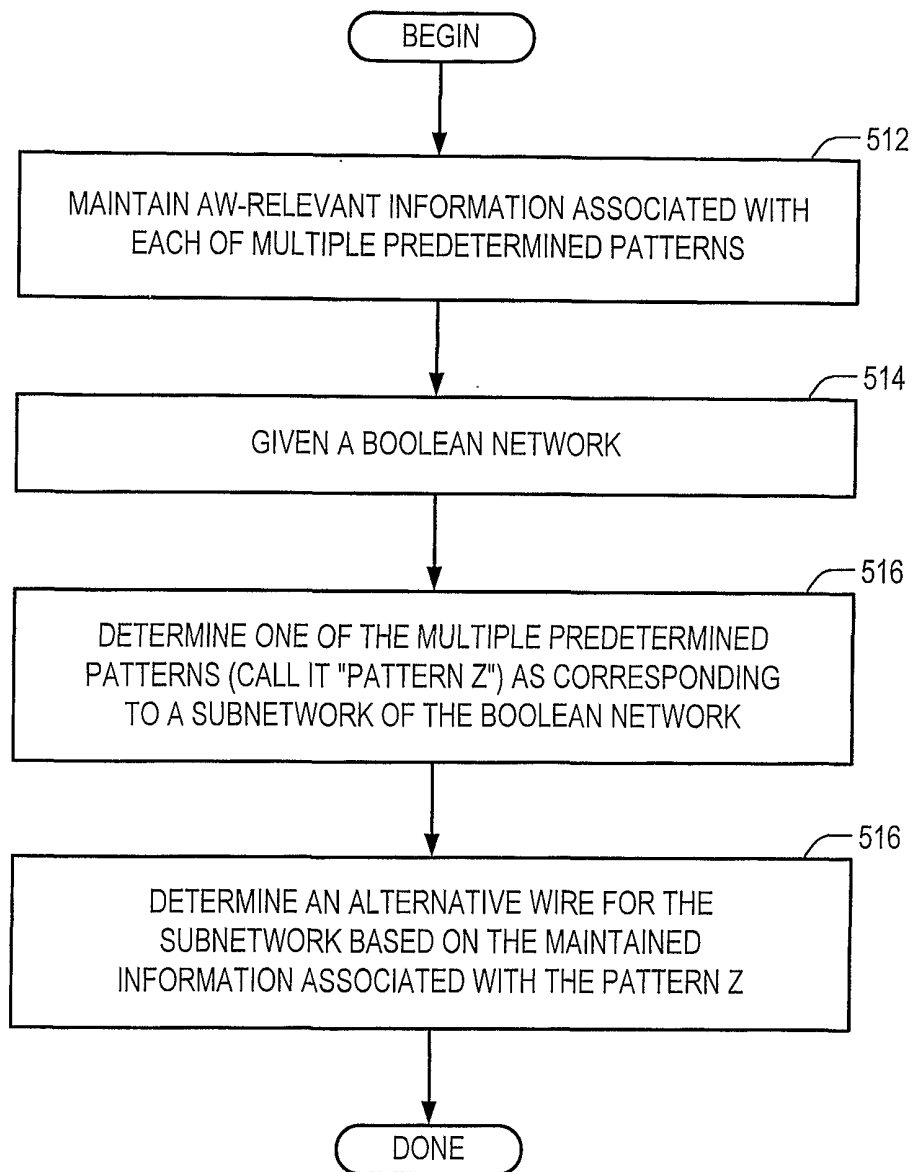 BEGIN
512
MAINTAIN AW-RELEVANT INFORMATION ASSOCIATED WITH
EACH OF MULTIPLE PREDETERMINED PATTERNS
514
GIVEN A BOOLEAN NETWORK
516
DETERMINE ONE OF THE MULTIPLE PREDETERMINED
PATTERNS (CALL IT "PATTERN Z") AS CORRESPONDING
TO A SUBNETWORK OF THE BOOLEAN NETWORK
516
DETERMINE AN ALTERNATIVE WIRE FOR THE
SUBNETWORK BASED ON THE MAINTAINED
INFORMATION ASSOCIATED WITH THE PATTERN Z
DONE